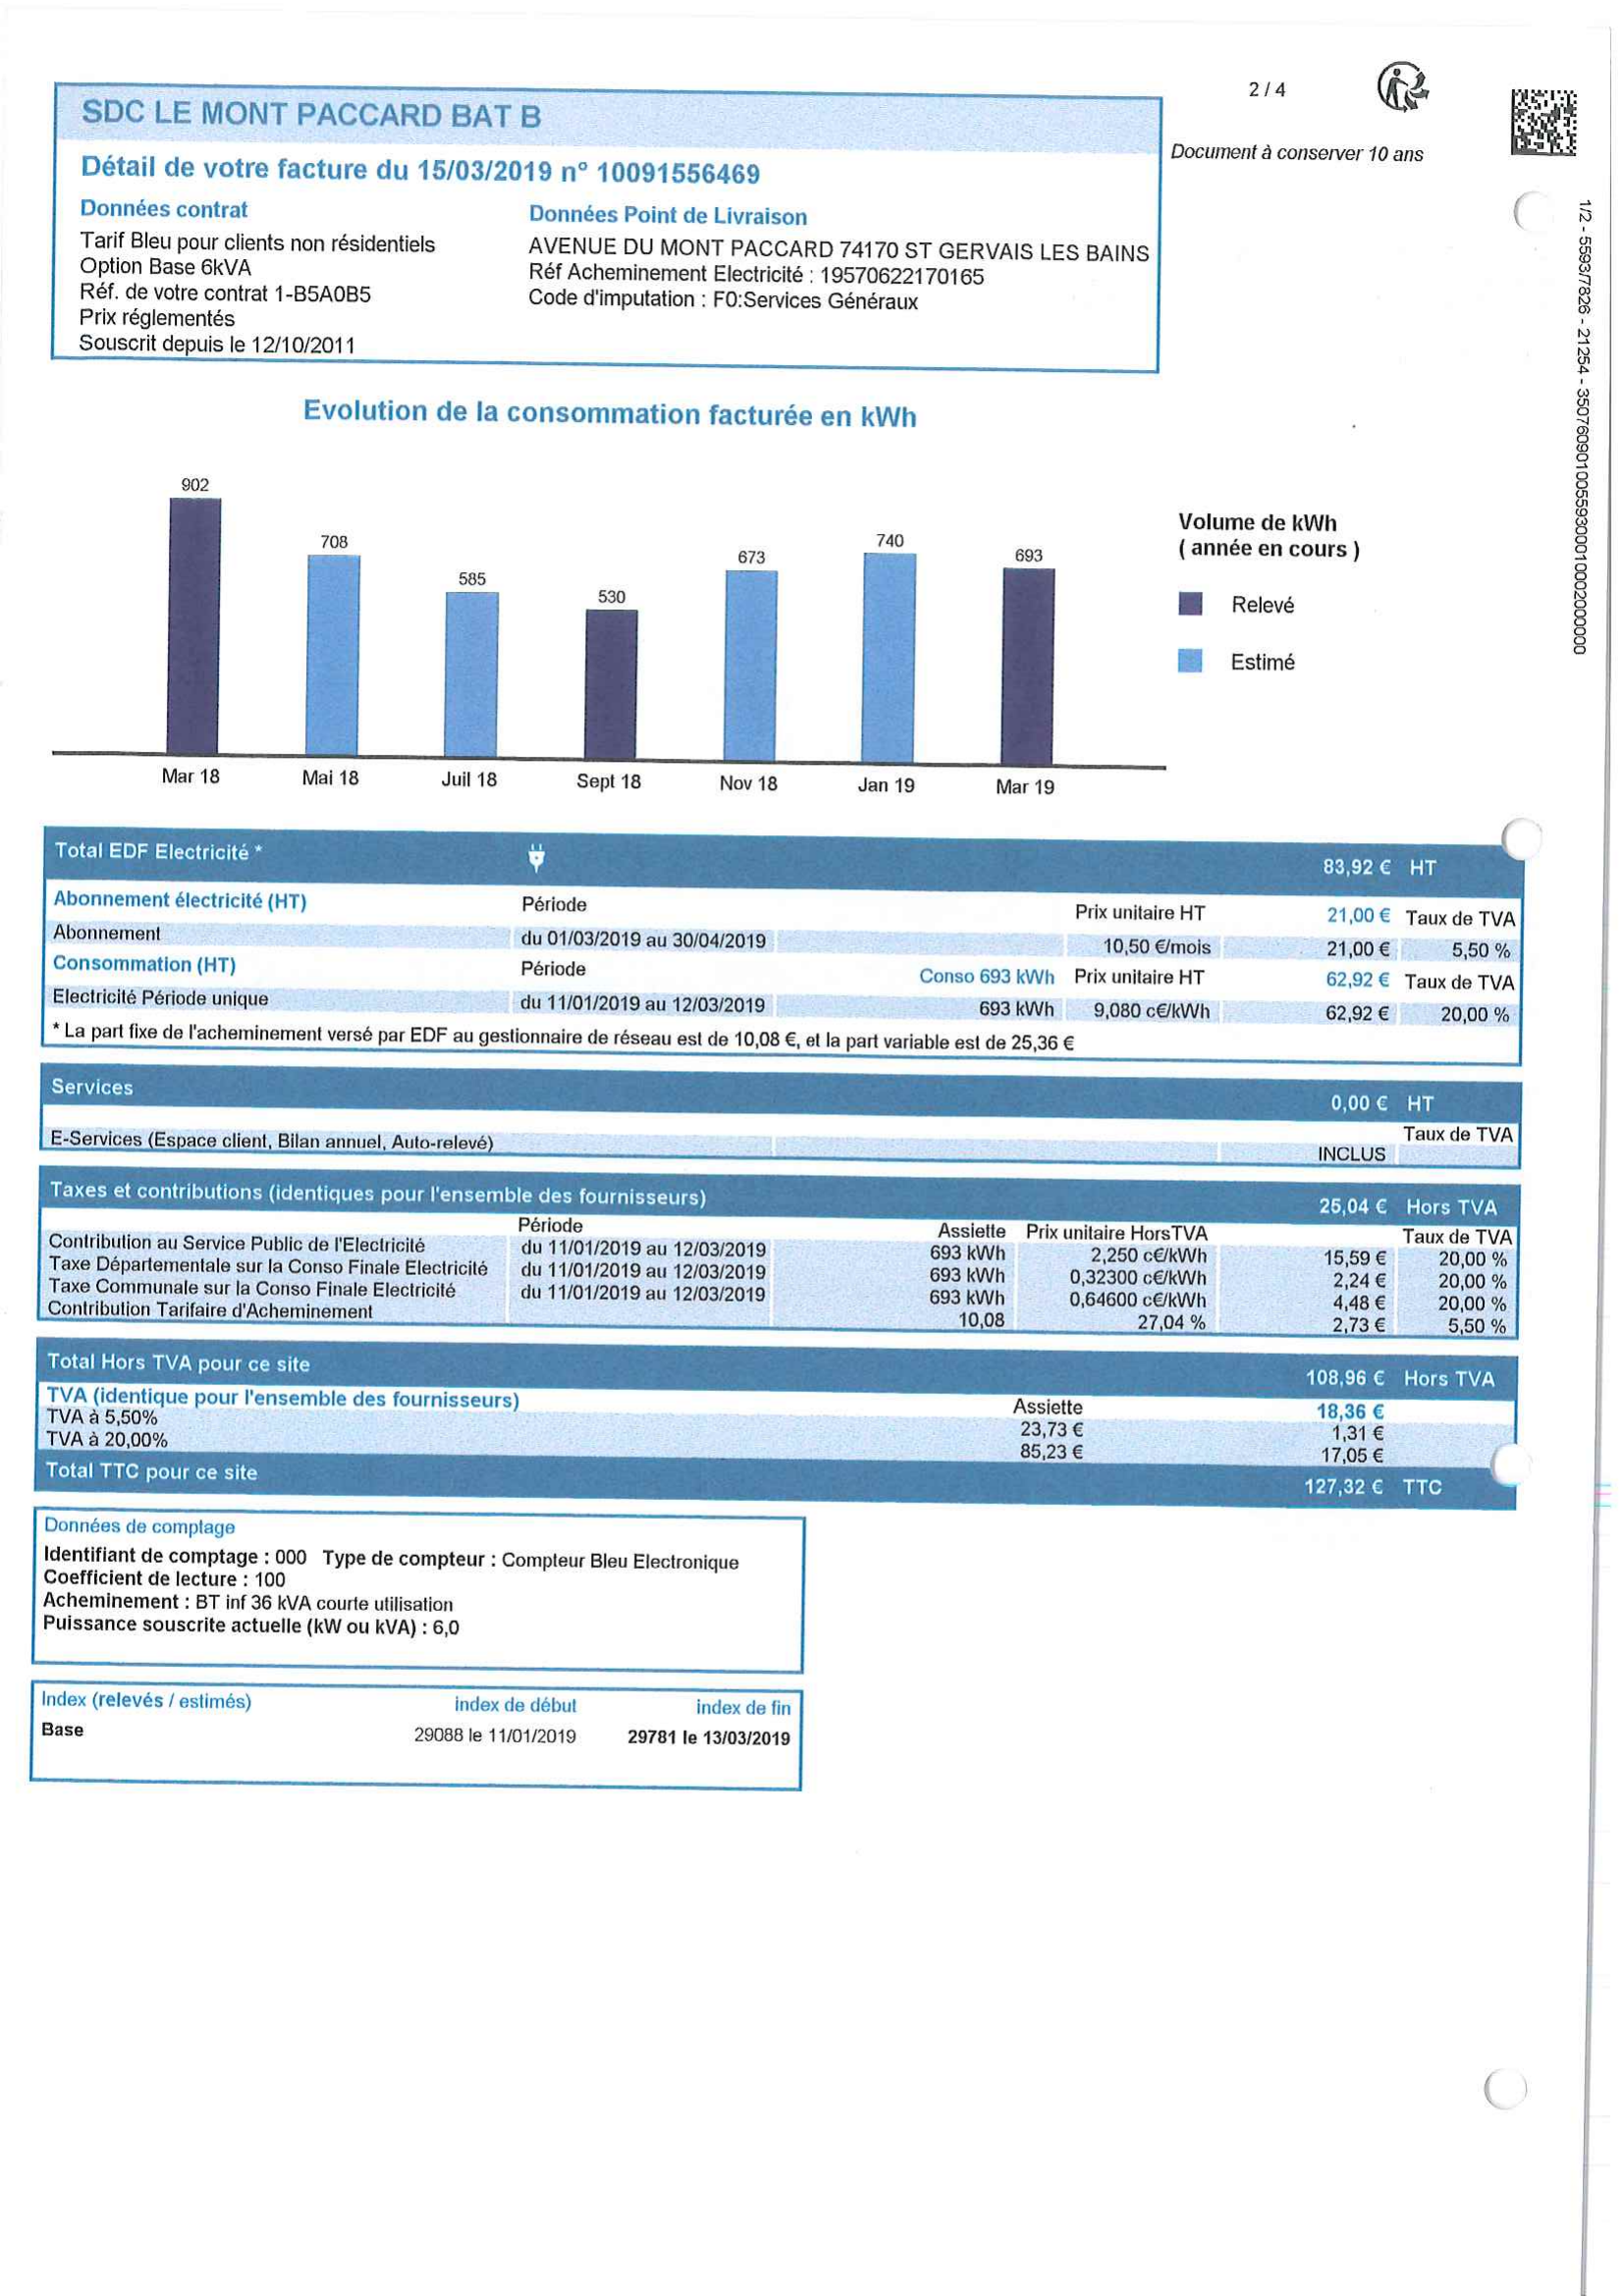 2 / 4
SDC LE MONT PACCARD BAT B
Document à conserver 10 ans
Détail de votre facture du 15/03/2019 n° 10091556469
Données contrat
Tarif Bleu pour clients non résidentiels
Option Base 6kVA
Réf. de votre contrat 1-B5A0B5
Prix réglementés
Souscrit depuis le 12/10/2011
Données Point de Livraison
AVENUE DU MONT PACCARD 74170 ST GERVAIS LES BAINS
Réf Acheminement Electricité : 19570622170165
Code d'imputation : F0:Services Généraux
1/2 - 5593/7826 - 21254 - 35076090100559300010002000000
Evolution de la consommation facturée en kWh
902
708
585
530
673
740
693
Mar 18 Mai 18 Juil 18 Sept 18 Nov 18 Jan 19 Mar 19
Volume de kWh
( année en cours )
Relevé
Estimé
Total EDF Electricité * 83,92 € HT
Abonnement électricité (HT) Période Prix unitaire HT 21,00 € Taux de TVA
Abonnement du 01/03/2019 au 30/04/2019 10,50 €/mois 21,00 € 5,50 %
Consommation (HT) Période Conso 693 kWh Prix unitaire HT 62,92 € Taux de TVA
Electricité Période unique du 11/01/2019 au 12/03/2019 693 kWh 9,080 c€/kWh 62,92 € 20,00 %
* La part fixe de l'acheminement versé par EDF au gestionnaire de réseau est de 10,08 €, et la part variable est de 25,36 €
Services 0,00 € HT
Taux de TVA
E-Services (Espace client, Bilan annuel, Auto-relevé) INCLUS
Taxes et contributions (identiques pour l'ensemble des fournisseurs) 25,04 € Hors TVA
Période Assiette Prix unitaire HorsTVA Taux de TVA
Contribution au Service Public de l'Electricité du 11/01/2019 au 12/03/2019 693 kWh 2,250 c€/kWh 15,59 € 20,00 %
Taxe Départementale sur la Conso Finale Electricité du 11/01/2019 au 12/03/2019 693 kWh 0,32300 c€/kWh 2,24 € 20,00 %
Taxe Communale sur la Conso Finale Electricité du 11/01/2019 au 12/03/2019 693 kWh 0,64600 c€/kWh 4,48 € 20,00 %
Contribution Tarifaire d'Acheminement 10,08 27,04 % 2,73 € 5,50 %
Total Hors TVA pour ce site 108,96 € Hors TVA
TVA (identique pour l'ensemble des fournisseurs) Assiette 18,36 €
TVA à 5,50% 23,73 € 1,31 €
TVA à 20,00% 85,23 € 17,05 €
Total TTC pour ce site 127,32 € TTC
Données de comptage
Identifiant de comptage : 000 Type de compteur : Compteur Bleu Electronique
Coefficient de lecture : 100
Acheminement : BT inf 36 kVA courte utilisation
Puissance souscrite actuelle (kW ou kVA) : 6,0
Index (relevés / estimés) index de début index de fin
Base 29088 le 11/01/2019 29781 le 13/03/2019